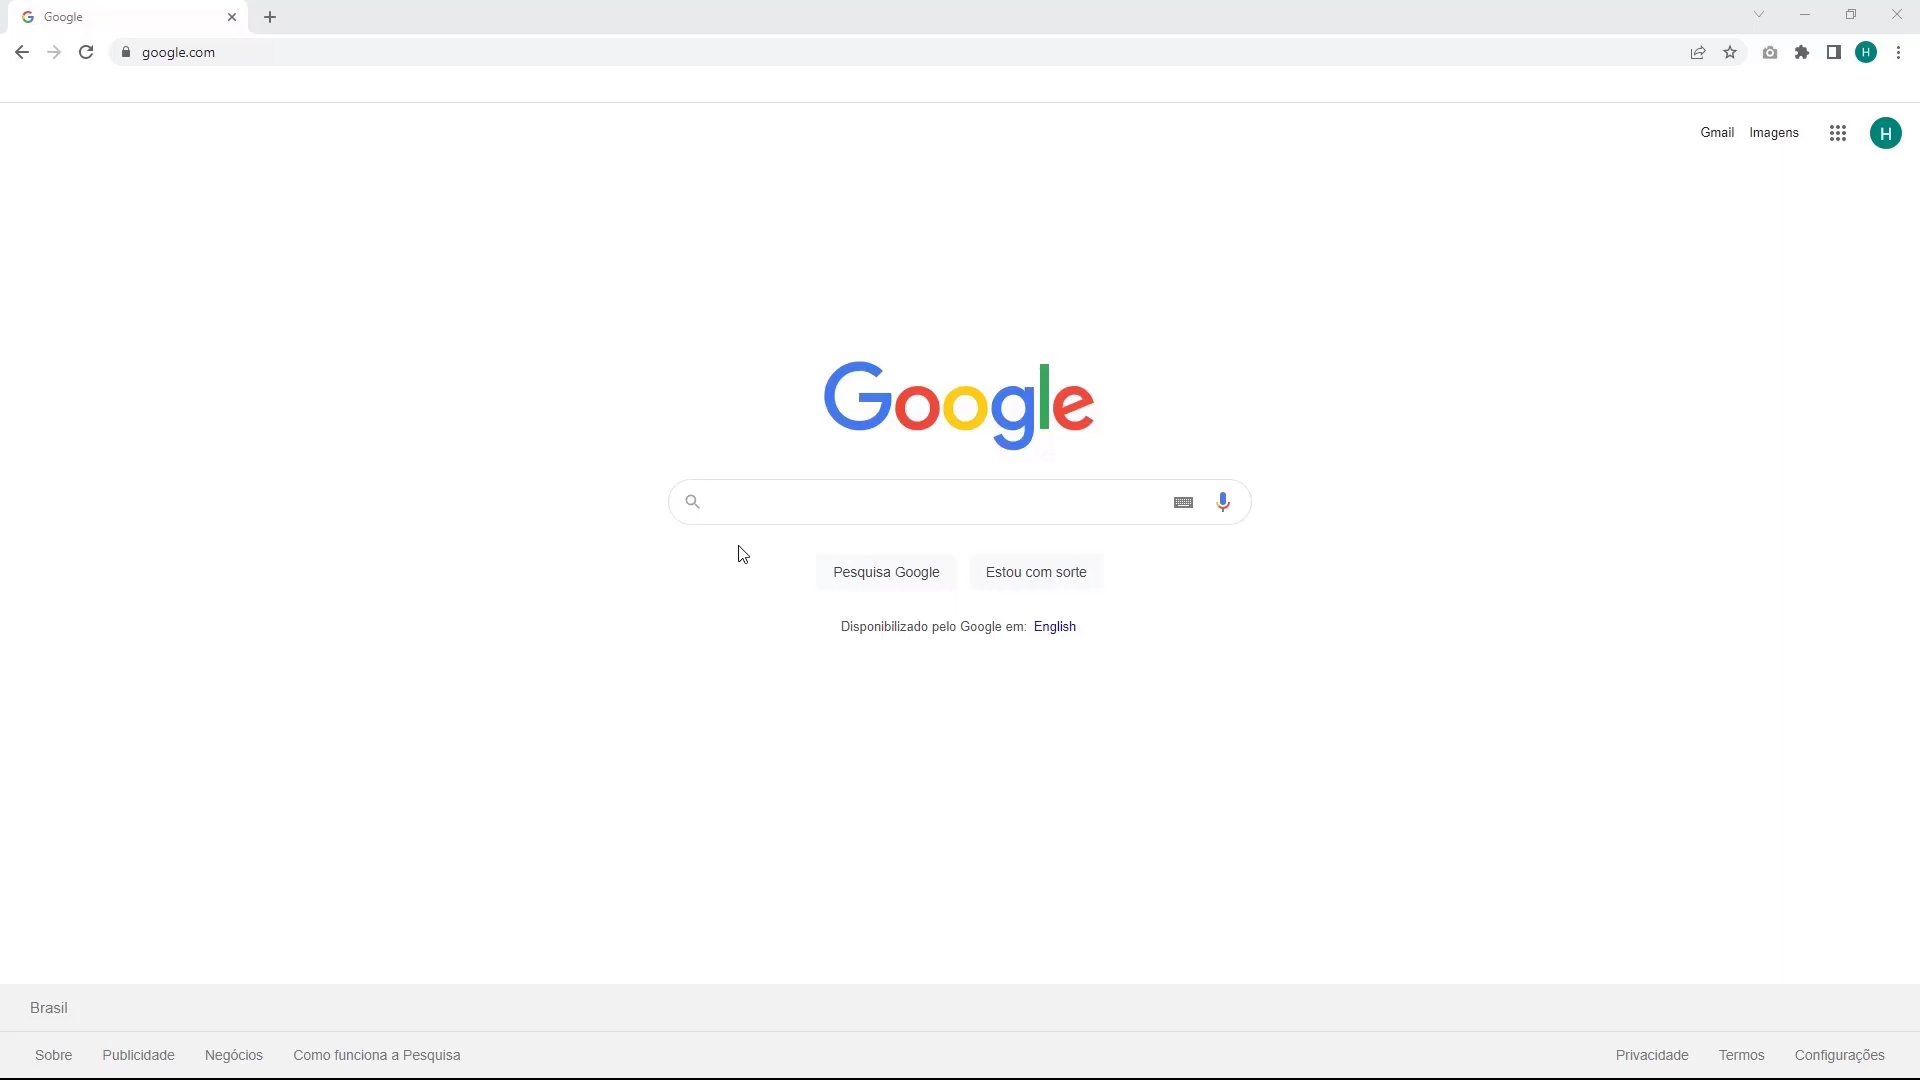 Google
google.com
H
Gmail Imagens
H
Google
Pesquisa Google Estou com sorte
Disponibilizado pelo Google em: English
Brasil
Sobre Publicidade Negócios Como funciona a Pesquisa Privacidade Termos Configurações